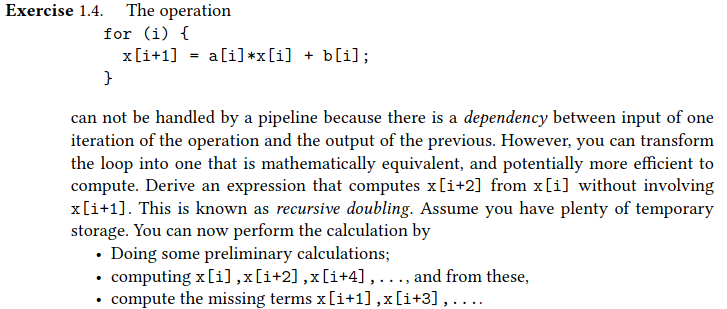 Exercise 1.4. The operation
for (i) {
x[i+1] = a[i]*x[i] + b[i];
}
can not be handled by a pipeline because there is a dependency between input of one
iteration of the operation and the output of the previous. However, you can transform
the loop into one that is mathematically equivalent, and potentially more efficient to
compute. Derive an expression that computes x[i+2] from x[i] without involving
x[i+1]. This is known as recursive doubling. Assume you have plenty of temporary
storage. You can now perform the calculation by
• Doing some preliminary calculations;
• computing x[i],x[i+2],x[i+4],..., and from these,
• compute the missing terms x[i+1],x[i+3],....